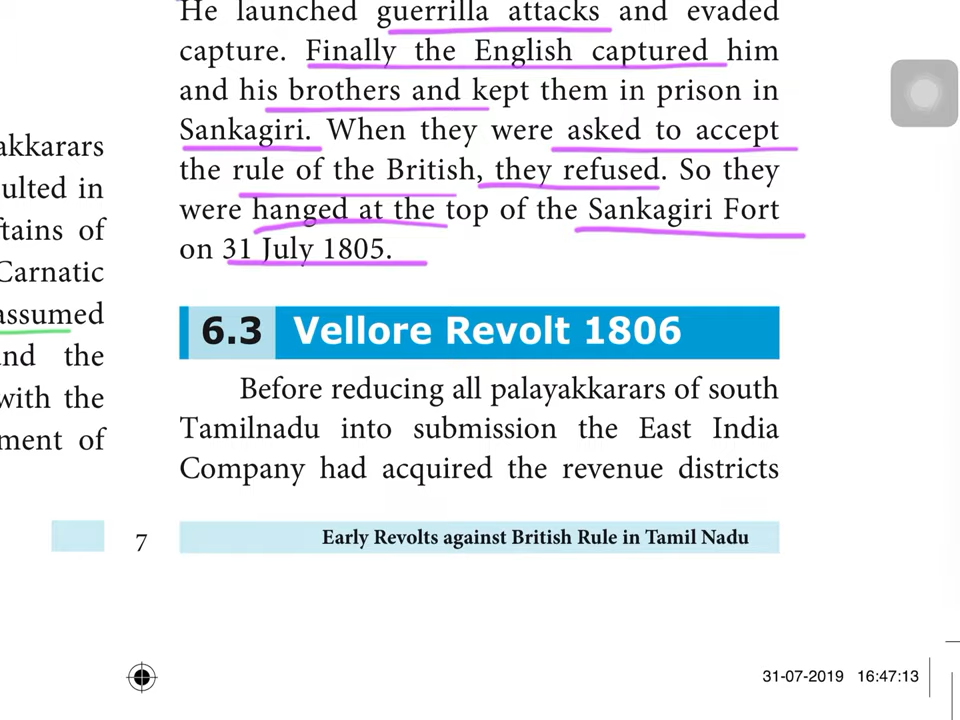 akkarars
ulted in
ftains of
Carnatic
assumed
and the
with the
ment of
He launched guerrilla attacks and evaded
capture. Finally the English captured him
and his brothers and kept them in prison in
Sankagiri. When they were asked to accept
the rule of the British, they refused. So they
were hanged at the top of the Sankagiri Fort
on 31 July 1805.
6.3 Vellore Revolt 1806
Before reducing all palayakkarars of south
Tamilnadu into submission the East India
Company had acquired the revenue districts
7 Early Revolts against British Rule in Tamil Nadu
31-07-2019 16:47:13